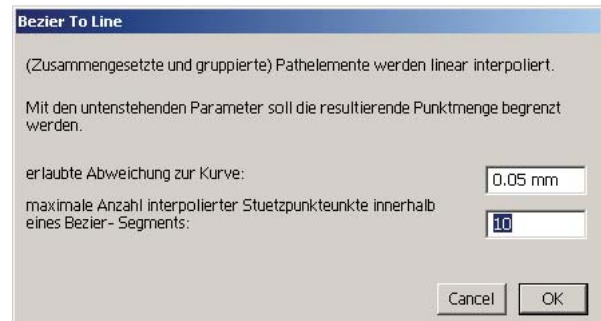 Bezier To Line
(Zusammengesetzte und gruppierte) Pathelemente werden linear interpoliert.
Mit den untenstehenden Parameter soll die resultierende Punktmenge begrenzt
werden.
erlaubte Abweichung zur Kurve:
0.05 mm
maximale Anzahl interpolierter Stuetzpunkteunkte innerhalb
eines Bezier- Segments:
10
Cancel
OK